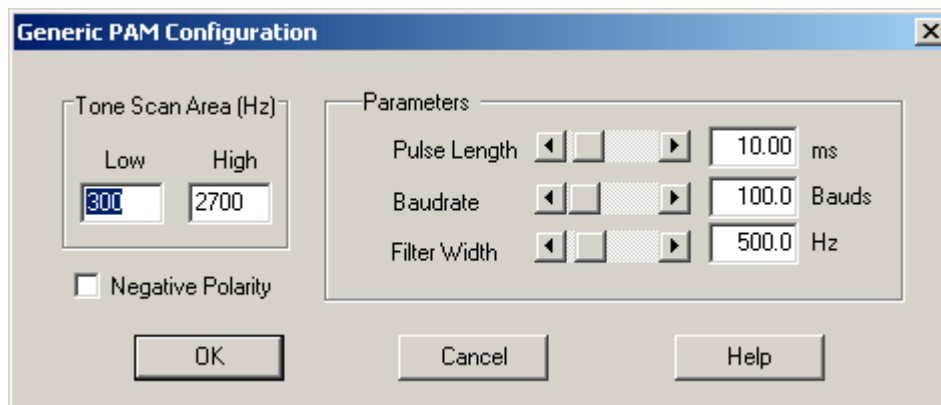 Generic PAM Configuration
Tone Scan Area (Hz)
Low High
300 2700
Negative Polarity
Parameters
Pulse Length 10.00 ms
Baudrate 100.0 Bauds
Filter Width 500.0 Hz
OK Cancel Help